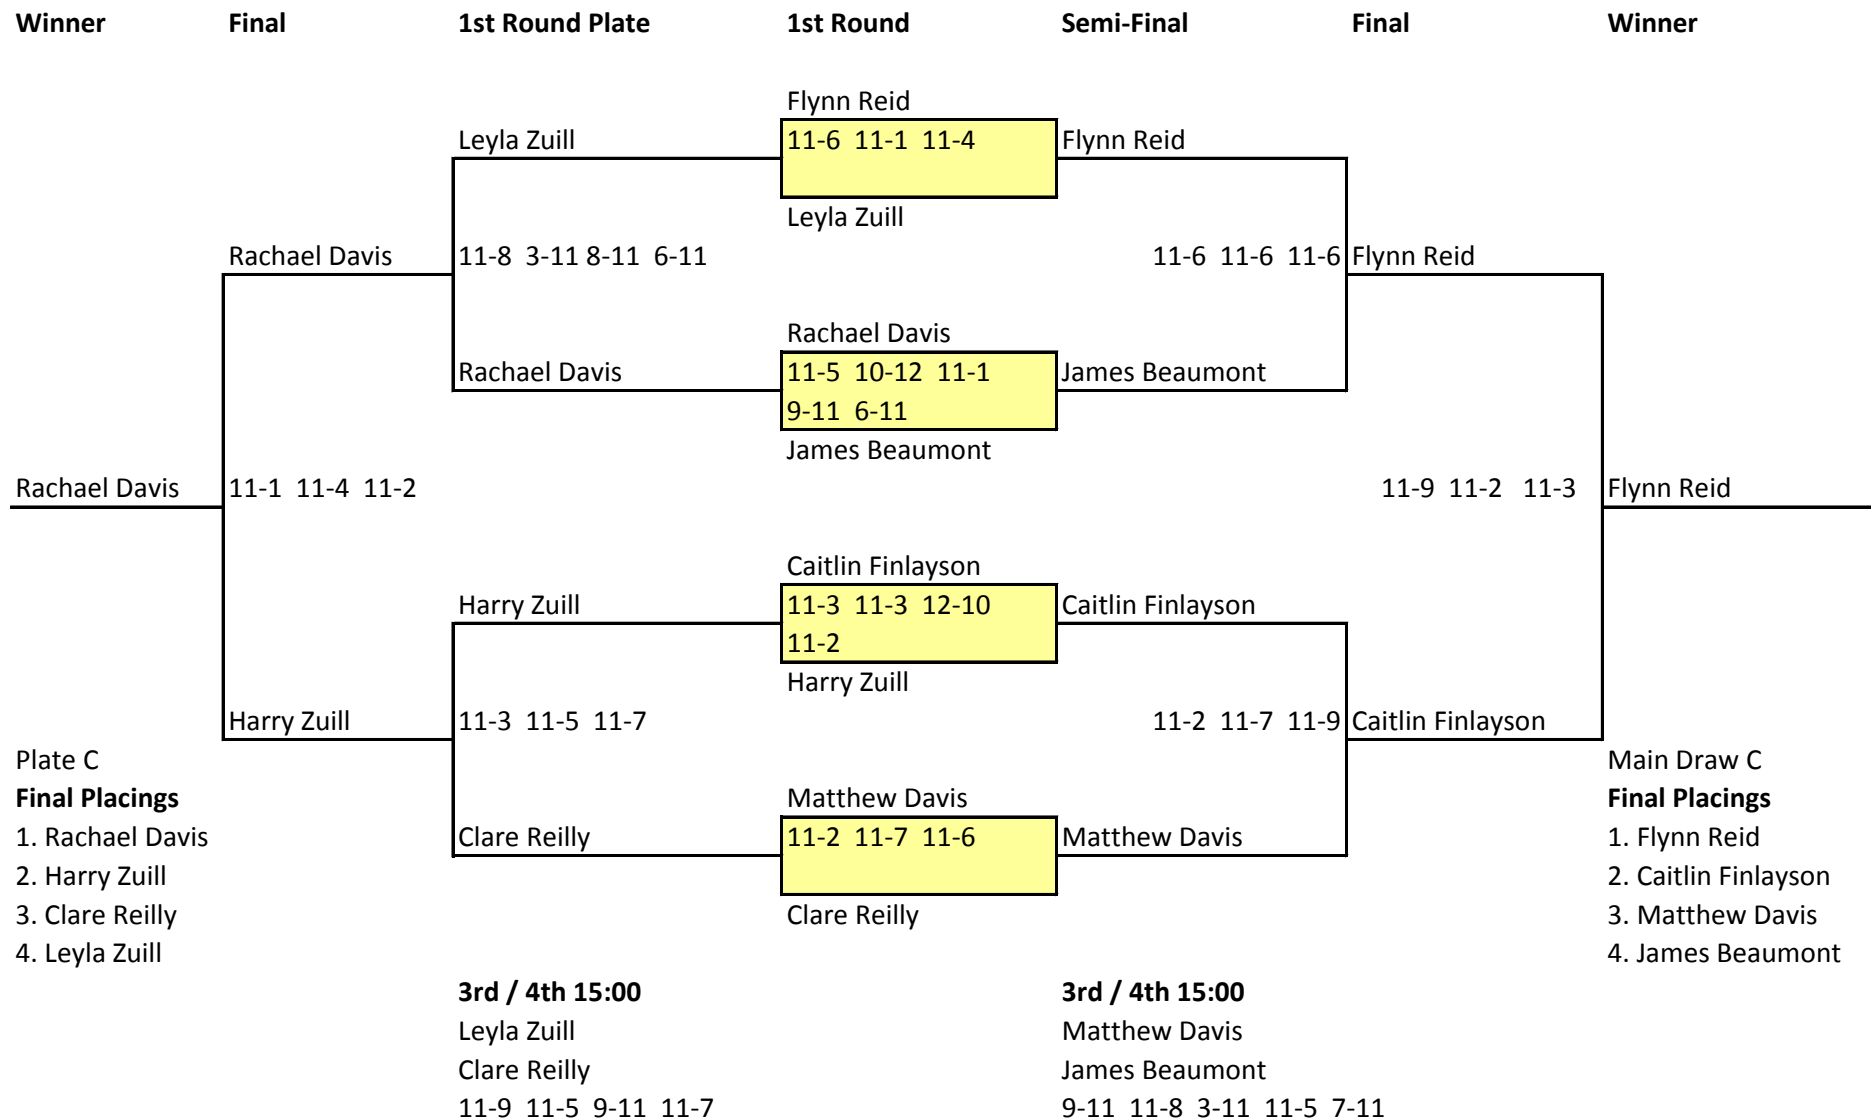 Winner Final 1st Round Plate 1st Round Semi-Final Final Winner
Flynn Reid
Leyla Zuill 11-6 11-1 11-4 Flynn Reid
Leyla Zuill
Rachael Davis 11-8 3-11 8-11 6-11 11-6 11-6 11-6 Flynn Reid
Rachael Davis
Rachael Davis 11-5 10-12 11-1 James Beaumont
9-11 6-11
James Beaumont
Rachael Davis 11-1 11-4 11-2 11-9 11-2 11-3 Flynn Reid
Caitlin Finlayson
Harry Zuill 11-3 11-3 12-10 Caitlin Finlayson
11-2
Harry Zuill
Harry Zuill 11-3 11-5 11-7 11-2 11-7 11-9 Caitlin Finlayson
Plate C Main Draw C
Final Placings Matthew Davis Final Placings
1. Rachael Davis Clare Reilly 11-2 11-7 11-6 Matthew Davis 1. Flynn Reid
2. Harry Zuill 2. Caitlin Finlayson
3. Clare Reilly Clare Reilly 3. Matthew Davis
4. Leyla Zuill 4. James Beaumont
3rd / 4th 15:00 3rd / 4th 15:00
Leyla Zuill Matthew Davis
Clare Reilly James Beaumont
11-9 11-5 9-11 11-7 9-11 11-8 3-11 11-5 7-11